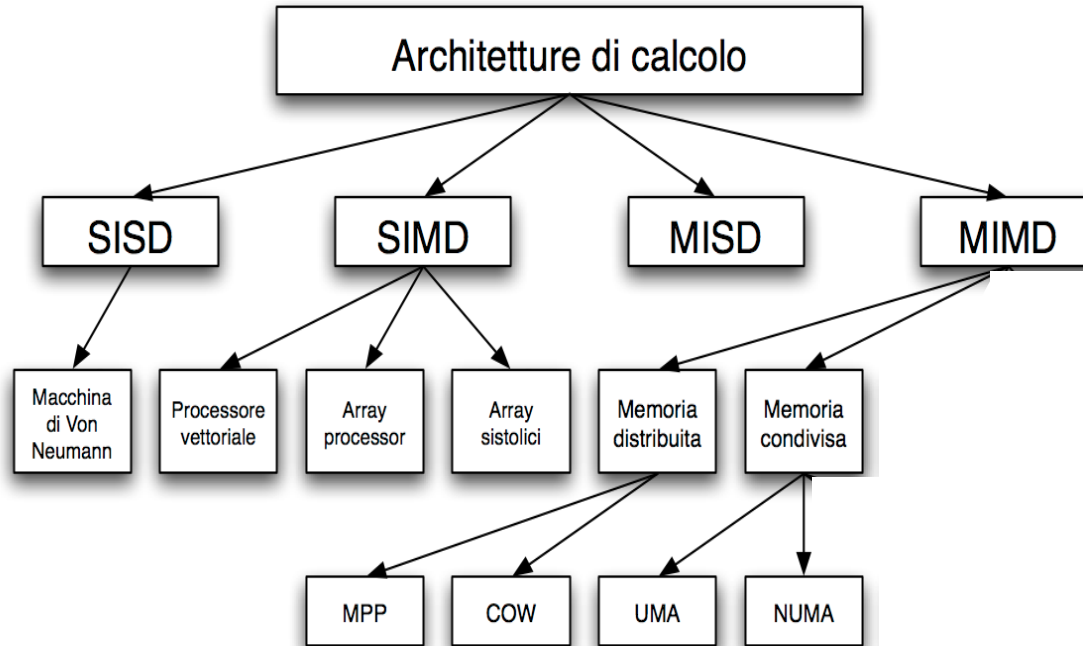 Architetture di calcolo
SISD
SIMD
MISD
MIMD
Macchina
di Von
Neumann
Processore
vettoriale
Array
processor
Array
sistolici
Memoria
distribuita
Memoria
condivisa
MPP
COW
UMA
NUMA